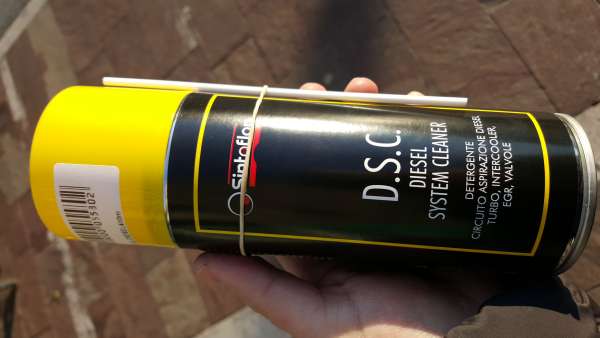 Sintoflon
D.S.C.
DIESEL
SYSTEM CLEANER
DETERGENTE
CIRCUITO ASPIRAZIONE DIESEL
TURBO, INTERCOOLER,
EGR, VALVOLE